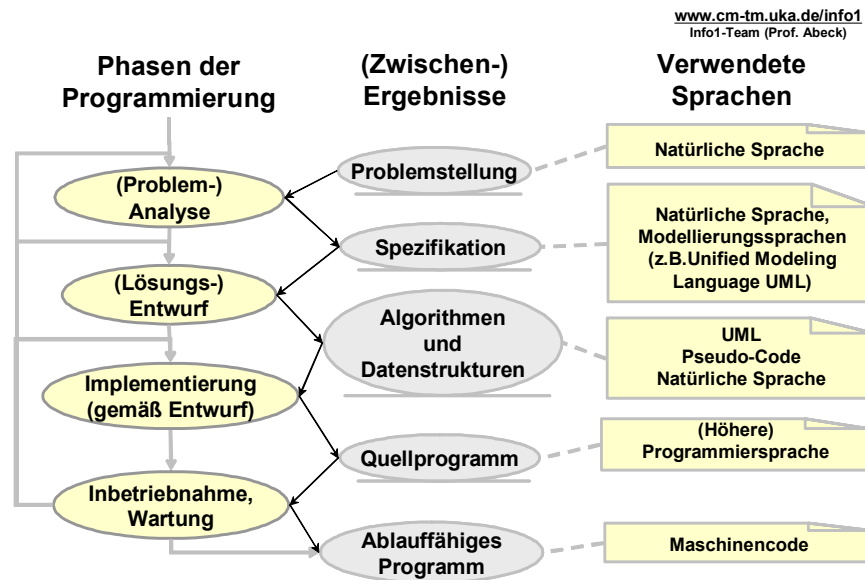 www.cm-tm.uka.de/info1
Info1-Team (Prof. Abeck)
Phasen der
Programmierung
(Zwischen-)
Ergebnisse
Verwendete
Sprachen
(Problem-)
Analyse
(Lösungs-)
Entwurf
Implementierung
(gemäß Entwurf)
Inbetriebnahme,
Wartung
Problemstellung
Spezifikation
Algorithmen
und
Datenstrukturen
Quellprogramm
Ablauffähiges
Programm
Natürliche Sprache
Natürliche Sprache,
Modellierungssprachen
(z.B.Unified Modeling
Language UML)
UML
Pseudo-Code
Natürliche Sprache
(Höhere)
Programmiersprache
Maschinencode